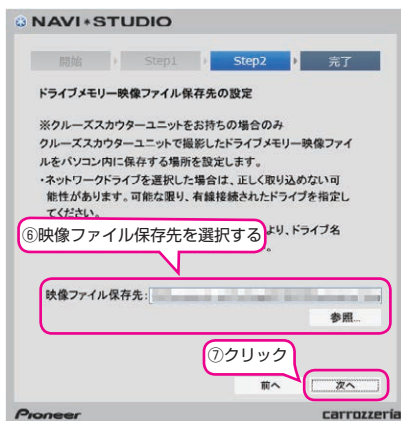 NAVI*STUDIO
開始 Step1 Step2 完了
ドライブメモリー映像ファイル保存先の設定
※クルーズスカウターユニットをお持ちの場合のみ
クルーズスカウターユニットで撮影したドライブメモリー映像ファイ
ルをパソコン内に保存する場所を設定します。
・ネットワークドライブを選択した場合は、正しく取り込めない可
能性があります。可能な限り、有線接続されたドライブを指定し
てください。
より、ドライブ名
⑥映像ファイル保存先を選択する
。
映像ファイル保存先:
参照...
⑦クリック
前へ 次へ
Pioneer carrozzeria